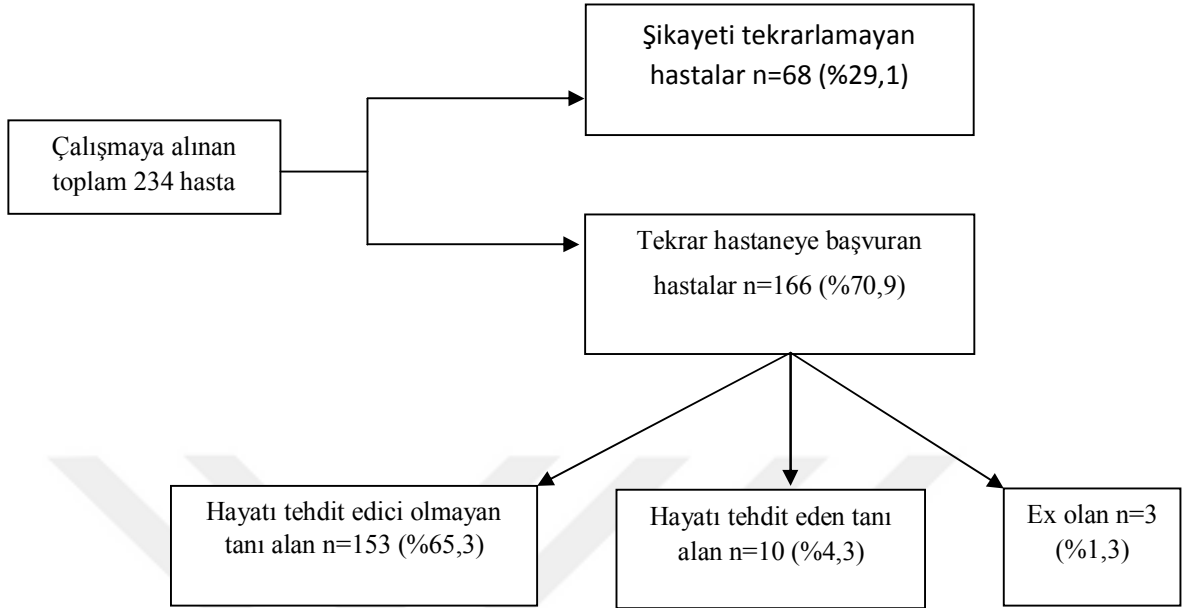 Şikayeti tekrarlamayan
hastalar n=68 (%29,1)
Çalışmaya alınan
toplam 234 hasta
Tekrar hastaneye başvuran
hastalar n=166 (%70,9)
Hayatı tehdit edici olmayan
tanı alan n=153 (%65,3)
Hayatı tehdit eden tanı
alan n=10 (%4,3)
Ex olan n=3
(%1,3)